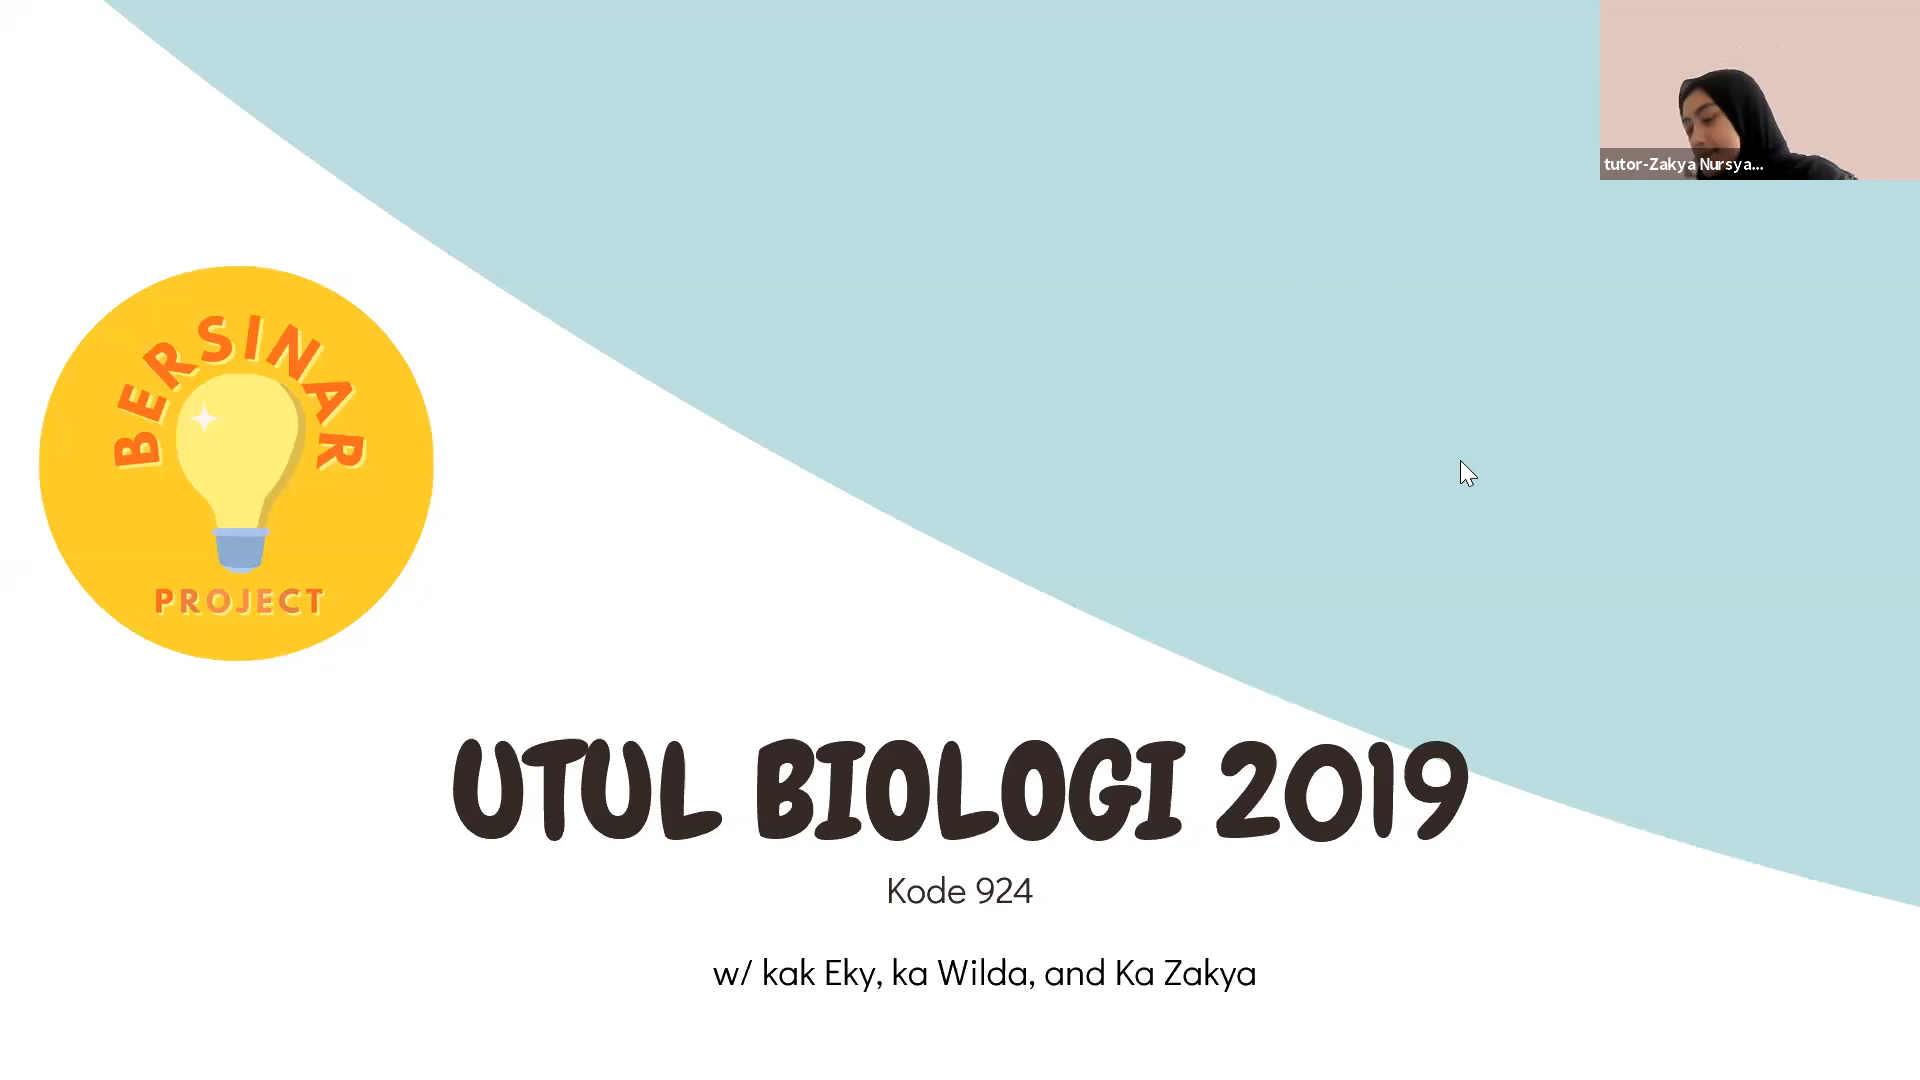 tutor-Zakya Nursya...
BERSINAR
PROJECT
UTUL BIOLOGI 2019
Kode 924
w/ kak Eky, ka Wilda, and Ka Zakya